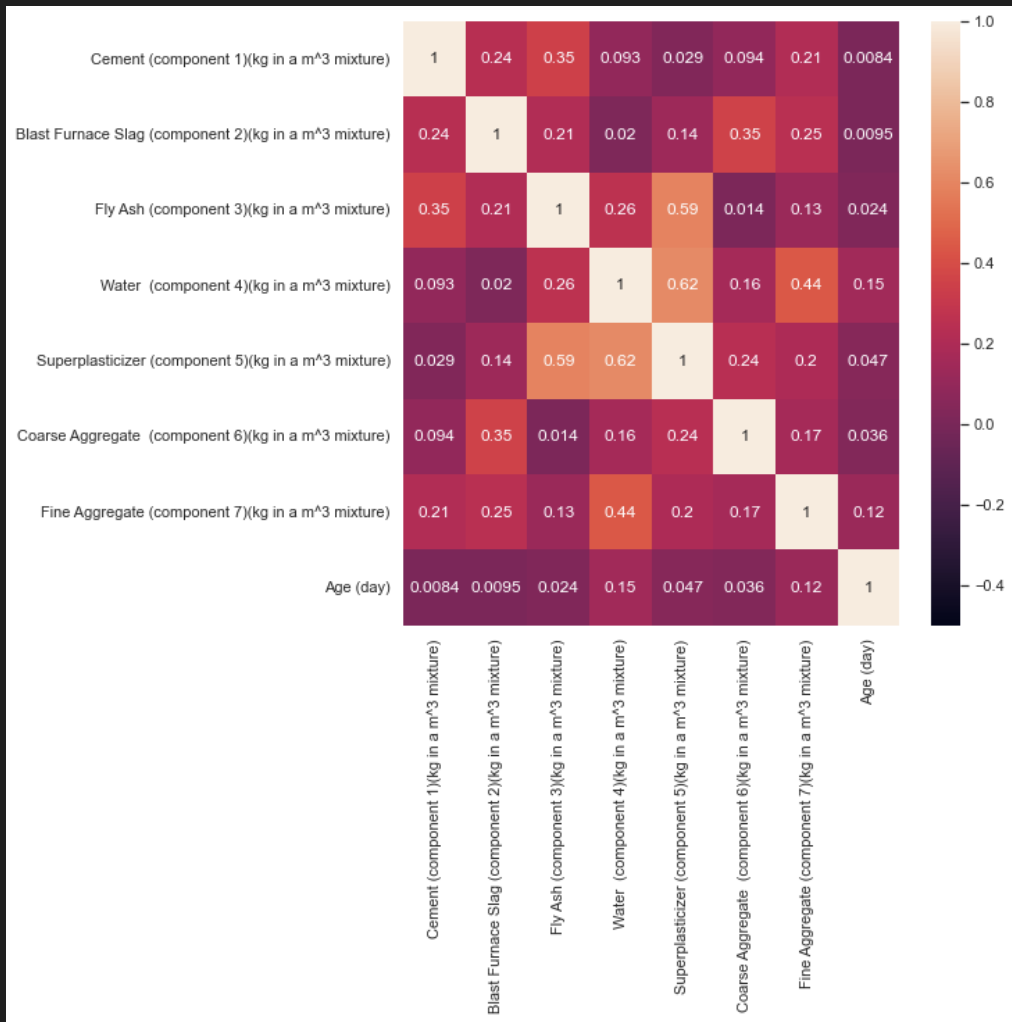 Cement (component 1)(kg in a m^3 mixture) 1 0.24 0.35 0.093 0.029 0.094 0.21 0.0084
Blast Furnace Slag (component 2)(kg in a m^3 mixture) 0.24 1 0.21 0.02 0.14 0.35 0.25 0.0095
Fly Ash (component 3)(kg in a m^3 mixture) 0.35 0.21 1 0.26 0.59 0.014 0.13 0.024
Water  (component 4)(kg in a m^3 mixture) 0.093 0.02 0.26 1 0.62 0.16 0.44 0.15
Superplasticizer (component 5)(kg in a m^3 mixture) 0.029 0.14 0.59 0.62 1 0.24 0.2 0.047
Coarse Aggregate  (component 6)(kg in a m^3 mixture) 0.094 0.35 0.014 0.16 0.24 1 0.17 0.036
Fine Aggregate (component 7)(kg in a m^3 mixture) 0.21 0.25 0.13 0.44 0.2 0.17 1 0.12
Age (day) 0.0084 0.0095 0.024 0.15 0.047 0.036 0.12 1
Cement (component 1)(kg in a m^3 mixture)
Blast Furnace Slag (component 2)(kg in a m^3 mixture)
Fly Ash (component 3)(kg in a m^3 mixture)
Water  (component 4)(kg in a m^3 mixture)
Superplasticizer (component 5)(kg in a m^3 mixture)
Coarse Aggregate  (component 6)(kg in a m^3 mixture)
Fine Aggregate (component 7)(kg in a m^3 mixture)
Age (day)
1.0
0.8
0.6
0.4
0.2
0.0
−0.2
−0.4